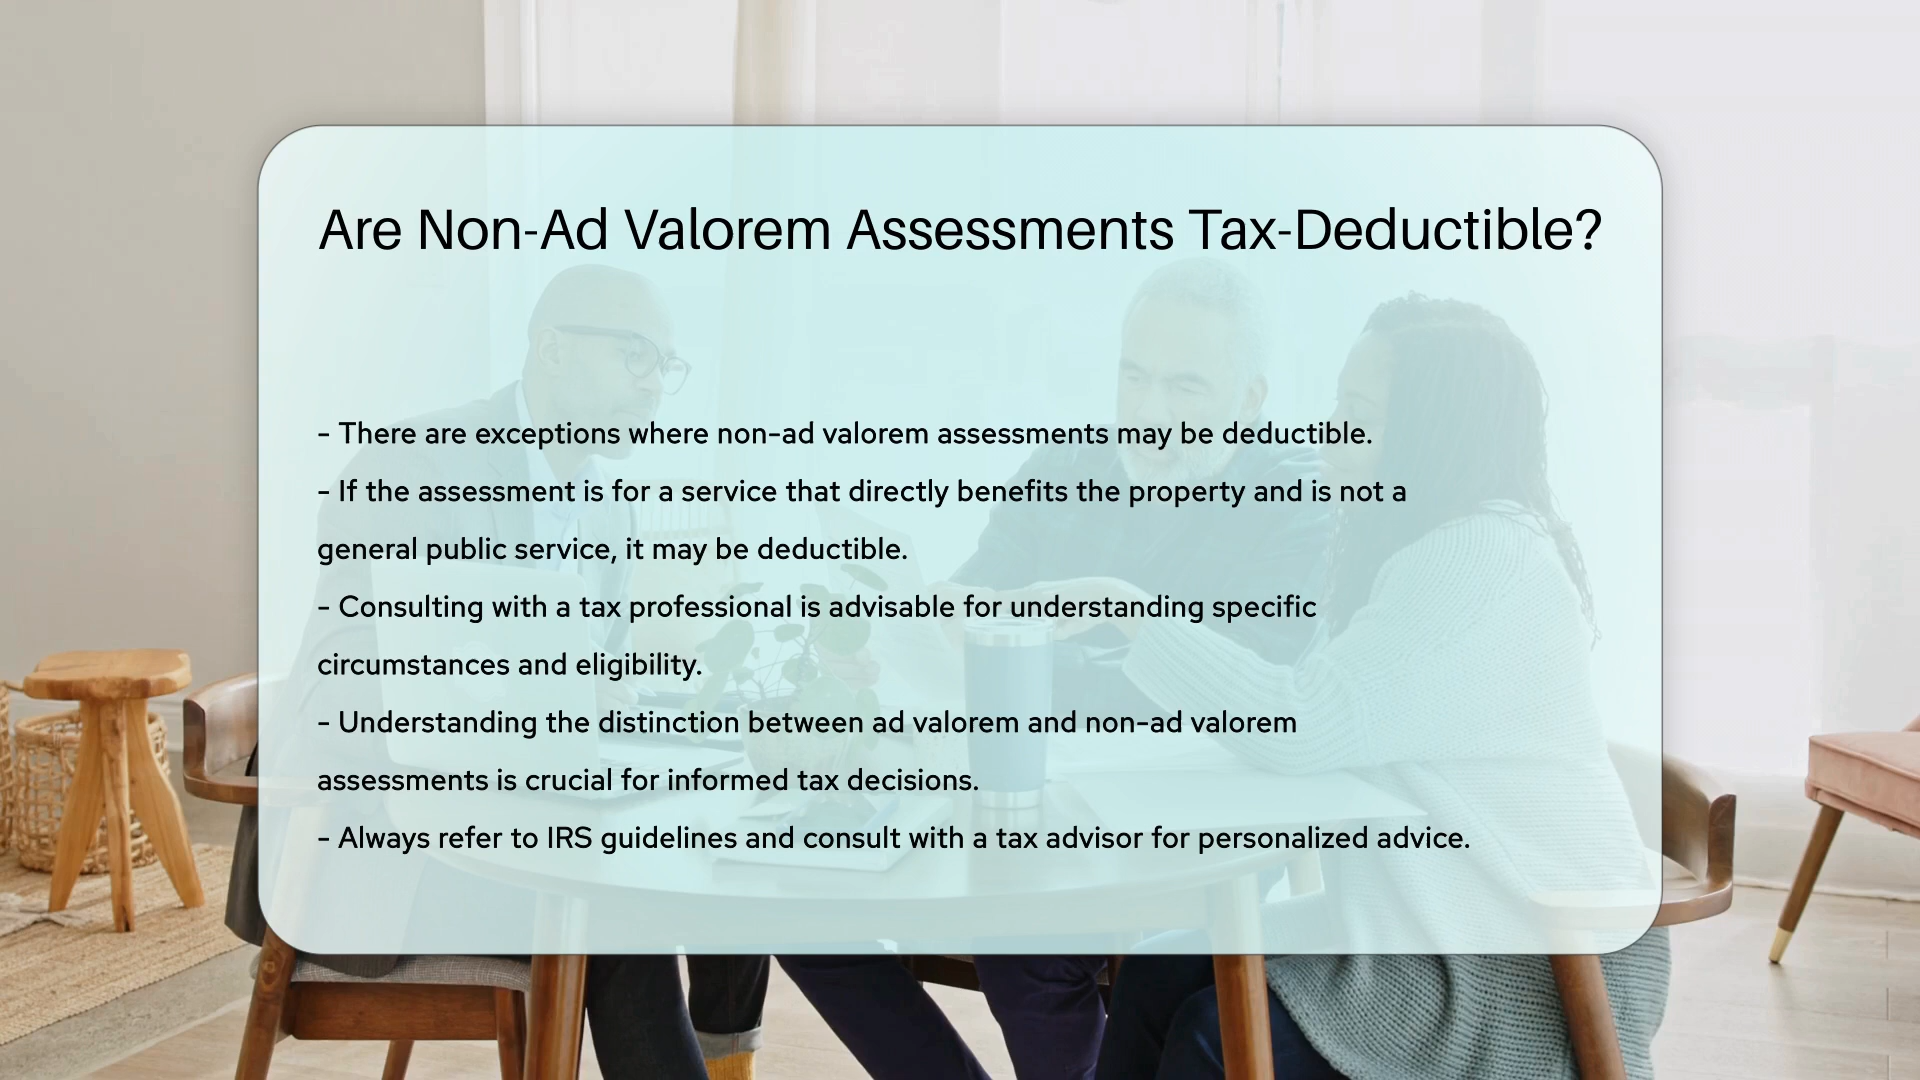 Are Non-Ad Valorem Assessments Tax-Deductible?
- There are exceptions where non-ad valorem assessments may be deductible.
- If the assessment is for a service that directly benefits the property and is not a
general public service, it may be deductible.
- Consulting with a tax professional is advisable for understanding specific
circumstances and eligibility.
- Understanding the distinction between ad valorem and non-ad valorem
assessments is crucial for informed tax decisions.
- Always refer to IRS guidelines and consult with a tax advisor for personalized advice.